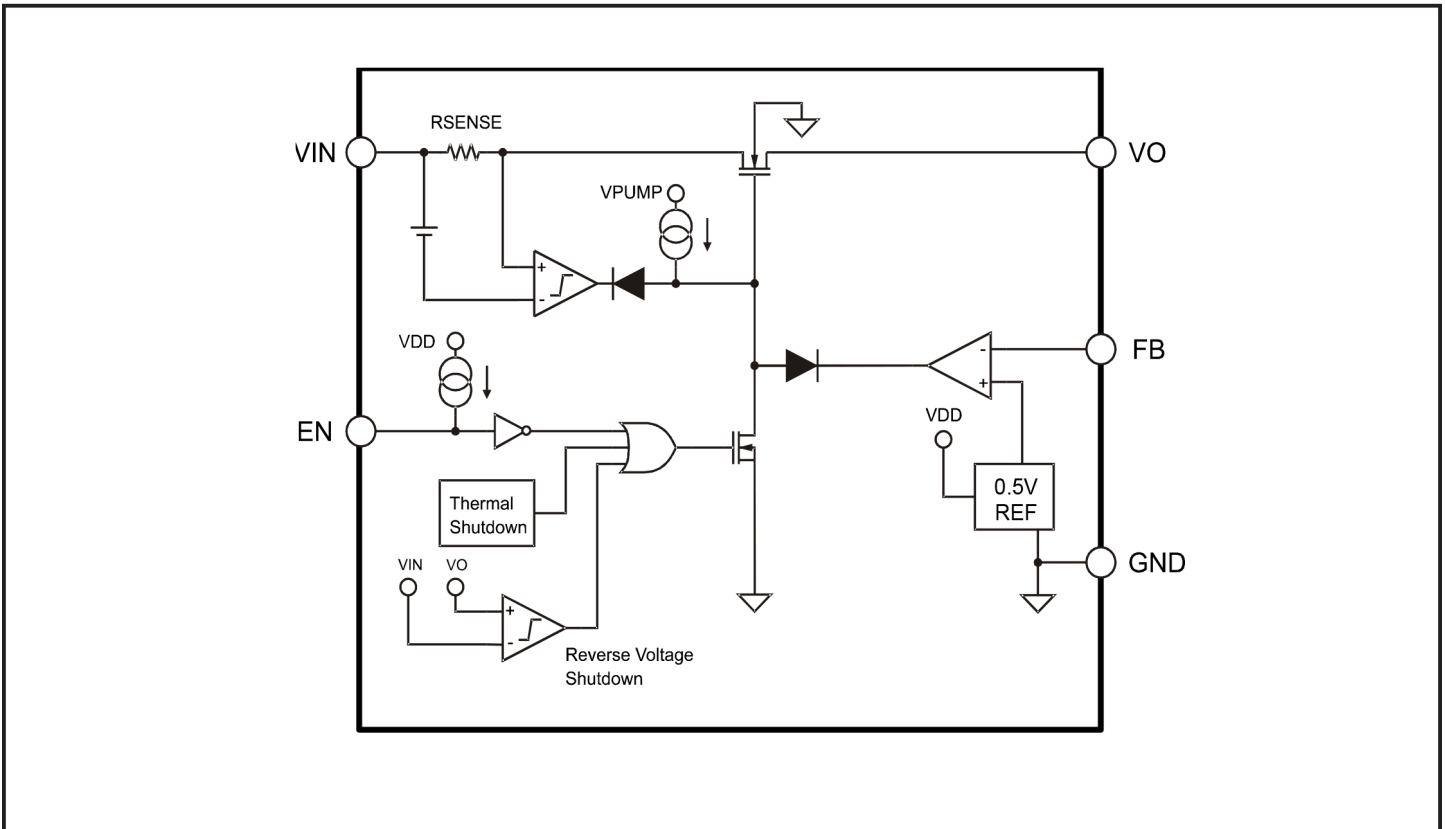 RSENSE
VIN
VO
VPUMP
+
-
VDD
FB
-
+
EN
VDD
0.5V
REF
Thermal
Shutdown
VIN
VO
GND
+
-
Reverse Voltage
Shutdown